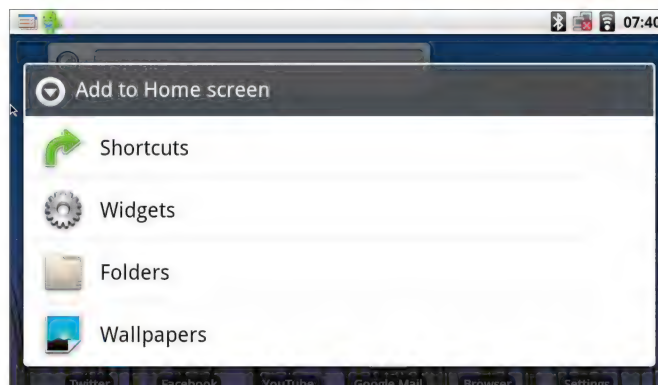 07:40
Add to Home screen
Shortcuts
Widgets
Folders
Wallpapers
Twitter Facebook YouTube Google Mail Browser Settings